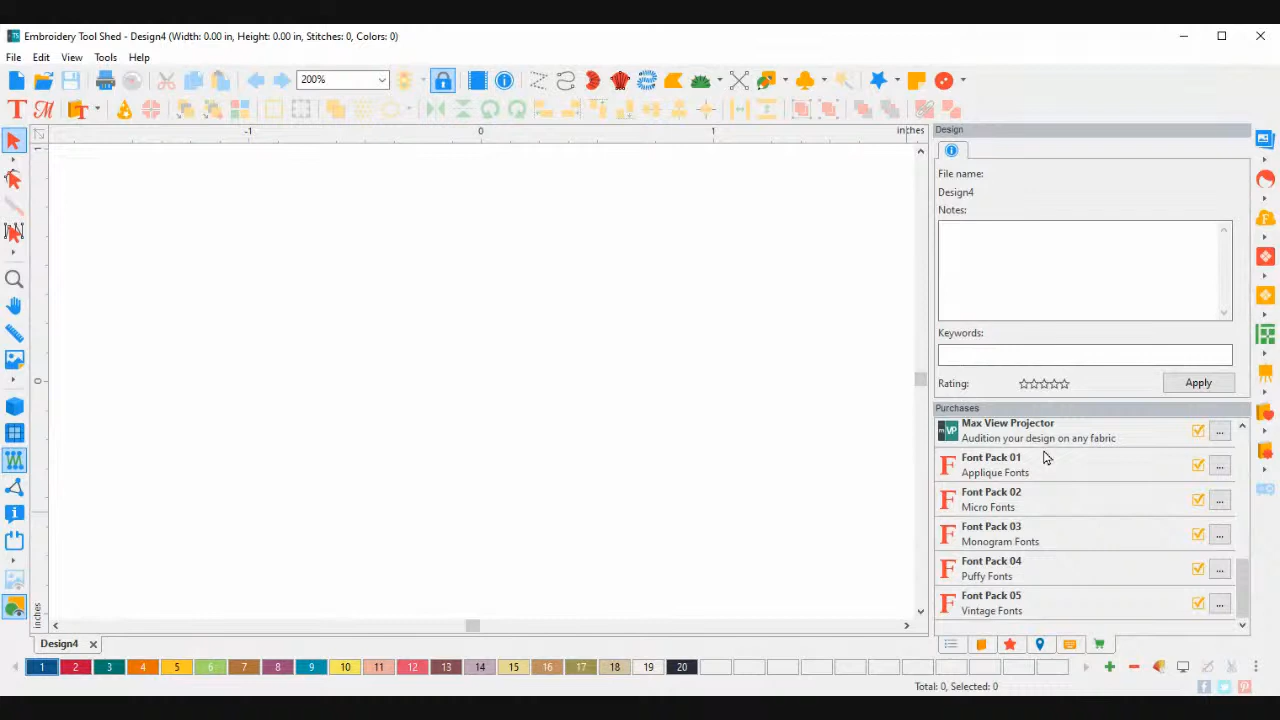 Embroidery Tool Shed - Design4 (Width: 0.00 in, Height: 0.00 in, Stitches: 0, Colors: 0)
File Edit View Tools Help
200%
-1 0 1 inches
1
0
inches
Design
File name:
Design4
Notes:
Keywords:
Rating:
Apply
Purchases
Max View Projector
Audition your design on any fabric
Font Pack 01
Applique Fonts
Font Pack 02
Micro Fonts
Font Pack 03
Monogram Fonts
Font Pack 04
Puffy Fonts
Font Pack 05
Vintage Fonts
Design4
1 2 3 4 5 6 7 8 9 10 11 12 13 14 15 16 17 18 19 20
Total: 0, Selected: 0